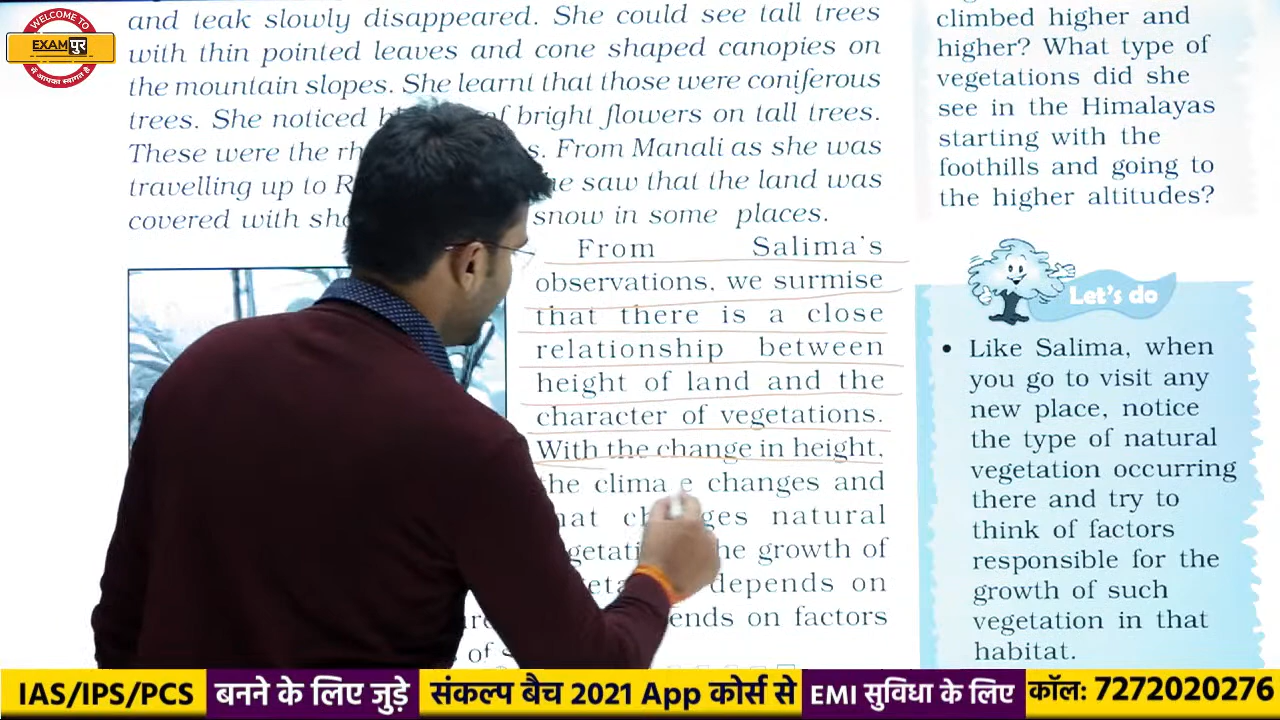 WELCOME TO
EXAMपुर
में आपका स्वागत है
and teak slowly disappeared. She could see tall trees
with thin pointed leaves and cone shaped canopies on
the mountain slopes. She learnt that those were coniferous
trees. She noticed of bright flowers on tall trees.
These were the From Manali as she was
travelling up to saw that the land was
covered with snow in some places.
From Salima's
observations, we surmise
that there is a close
relationship between
height of land and the
character of vegetations.
With the change in height,
the clima e changes and
natural
growth of
depends on
on factors
of
climbed higher and
higher? What type of
vegetations did she
see in the Himalayas
starting with the
foothills and going to
the higher altitudes?
Let's do
• Like Salima, when
you go to visit any
new place, notice
the type of natural
vegetation occurring
there and try to
think of factors
responsible for the
growth of such
vegetation in that
habitat.
IAS/IPS/PCS बनने के लिए जुड़े संकल्प बैच 2021 App कोर्स से EMI सुविधा के लिए कॉल: 7272020276